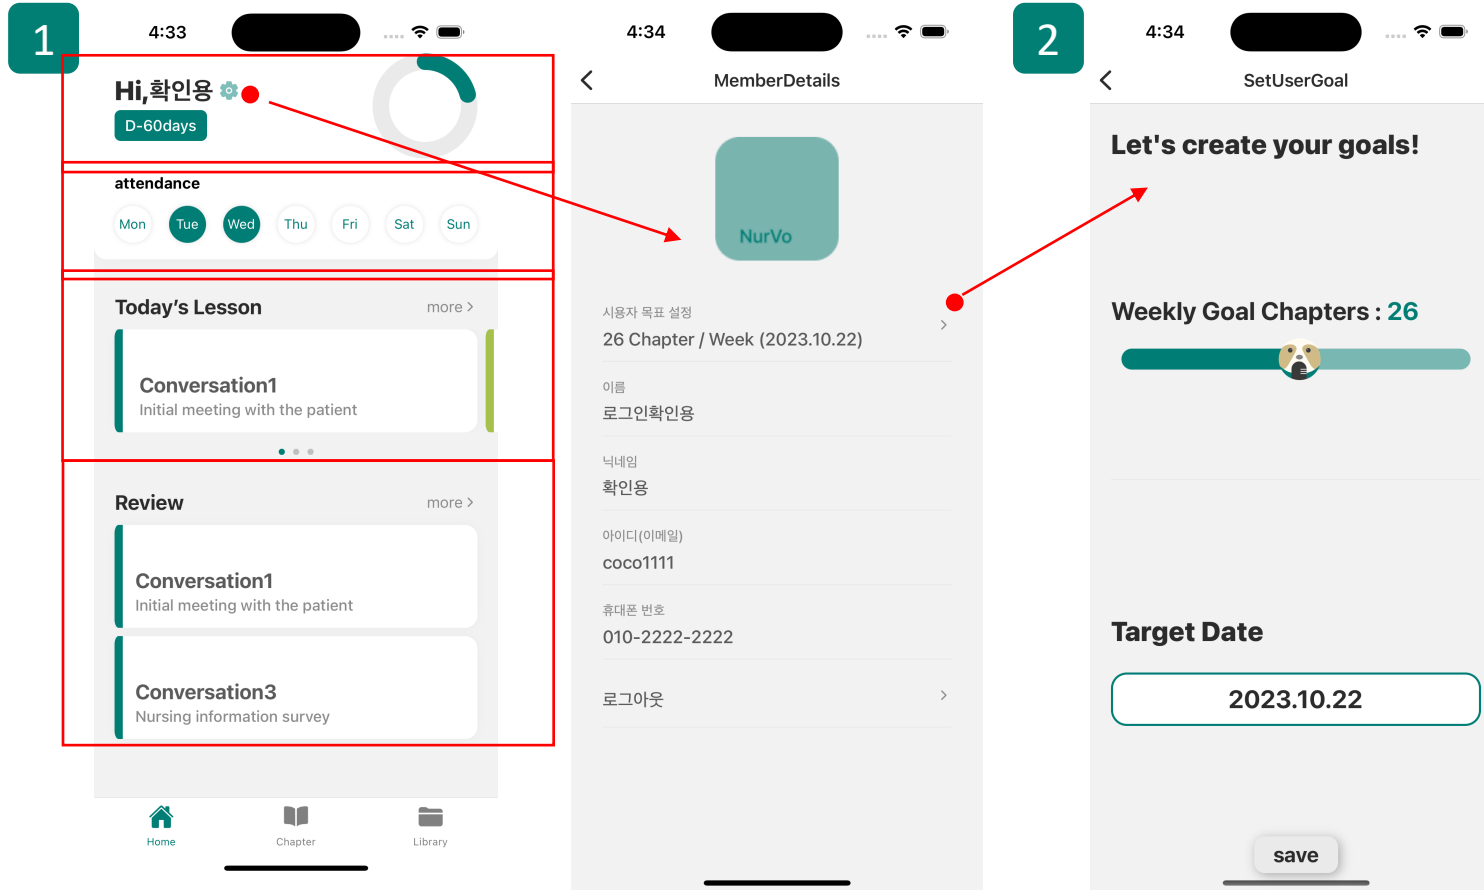 1
4:33
Hi,확인용
D-60days
attendance
Mon Tue Wed Thu Fri Sat Sun
Today's Lesson more >
Conversation1
Initial meeting with the patient
Review more >
Conversation1
Initial meeting with the patient
Conversation3
Nursing information survey
Home Chapter Library
4:34
MemberDetails
NurVo
시용자 목표 설정
26 Chapter / Week (2023.10.22)
이름
로그인확인용
닉네임
확인용
아이디(이메일)
coco1111
휴대폰 번호
010-2222-2222
로그아웃
2
4:34
SetUserGoal
Let's create your goals!
Weekly Goal Chapters : 26
Target Date
2023.10.22
save